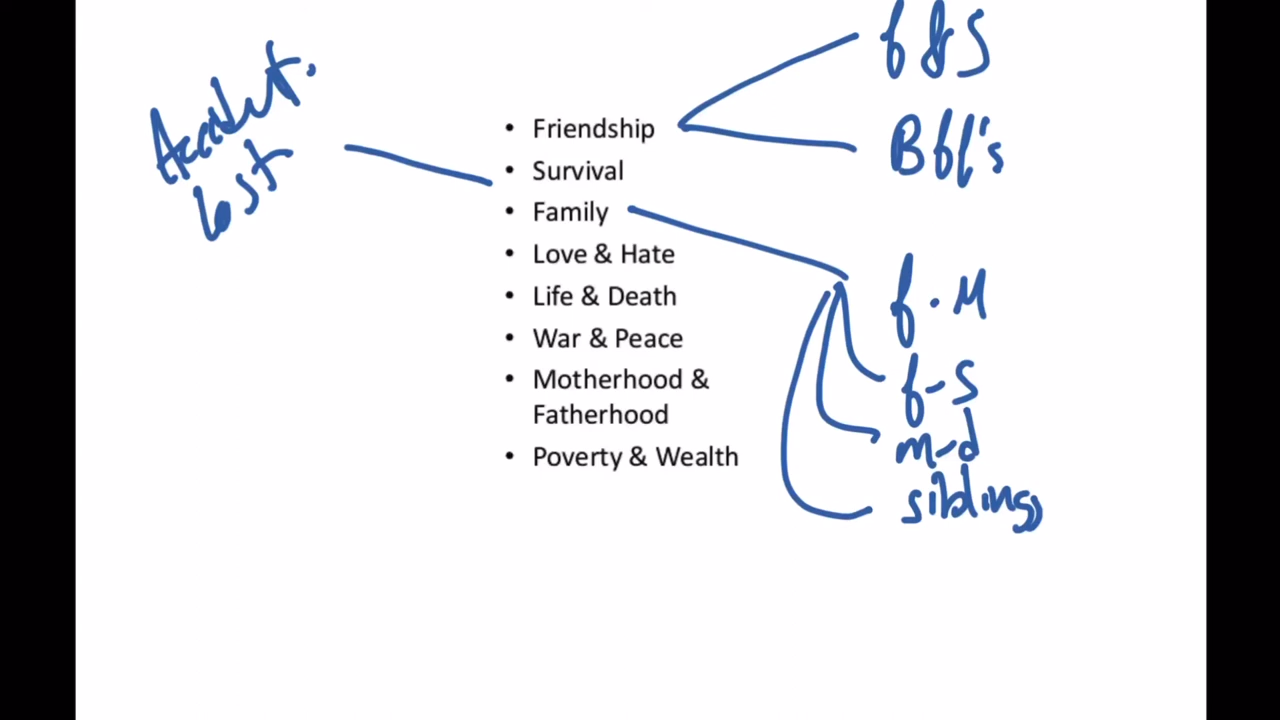 f & S
Bff's
Accident.
lost
• Friendship
• Survival
• Family
• Love & Hate
• Life & Death
• War & Peace
• Motherhood &
Fatherhood
• Poverty & Wealth
f.M
f-S
m-d
siblings